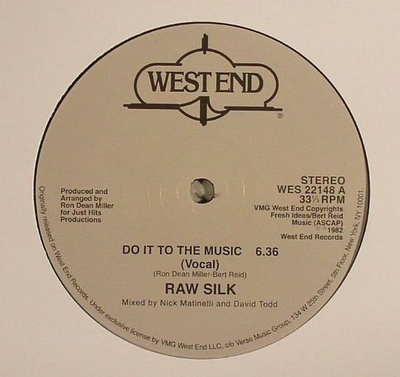 WEST END
®
STEREO
WES 22148 A
33⅓ RPM
VMG West End Copyrights
Fresh Ideas/Bert Reid
Music (ASCAP)
℗ © 1982
West End Records
Produced and
Arranged by
Ron Dean Miller
for Just Hits
Productions
DO IT TO THE MUSIC 6.36
(Vocal)
(Ron Dean Miller-Bert Reid)
RAW SILK
Mixed by Nick Matinelli and David Todd
Originally released on West End Records. Under exclusive license by VMG West End LLC, c/o Verse Music Group, 134 W 25th Street, 5th Floor, New York, NY 10001.